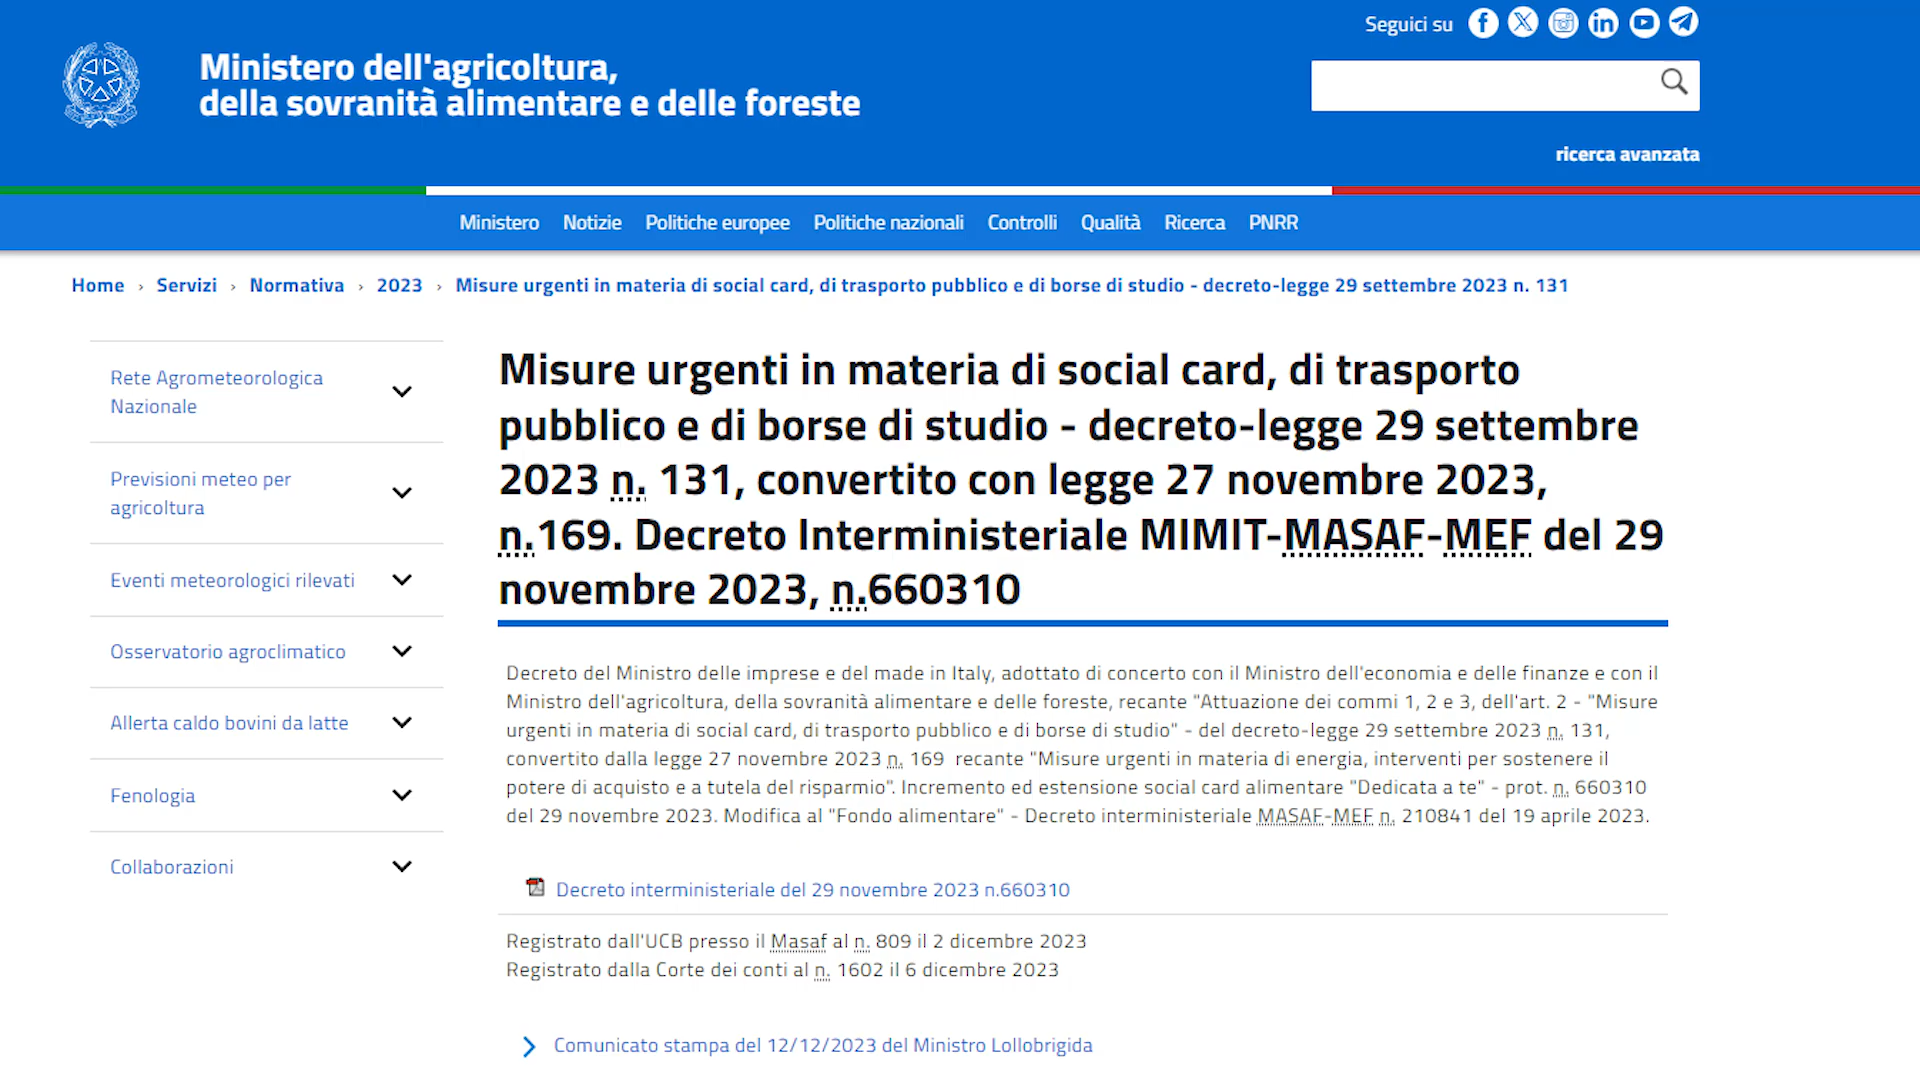 Seguici su
Ministero dell'agricoltura,
della sovranità alimentare e delle foreste
ricerca avanzata
Ministero Notizie Politiche europee Politiche nazionali Controlli Qualità Ricerca PNRR
Home › Servizi › Normativa › 2023 › Misure urgenti in materia di social card, di trasporto pubblico e di borse di studio - decreto-legge 29 settembre 2023 n. 131
Rete Agrometeorologica
Nazionale
Previsioni meteo per
agricoltura
Eventi meteorologici rilevati
Osservatorio agroclimatico
Allerta caldo bovini da latte
Fenologia
Collaborazioni
Misure urgenti in materia di social card, di trasporto
pubblico e di borse di studio - decreto-legge 29 settembre
2023 n. 131, convertito con legge 27 novembre 2023,
n.169. Decreto Interministeriale MIMIT-MASAF-MEF del 29
novembre 2023, n.660310
Decreto del Ministro delle imprese e del made in Italy, adottato di concerto con il Ministro dell'economia e delle finanze e con il
Ministro dell'agricoltura, della sovranità alimentare e delle foreste, recante "Attuazione dei commi 1, 2 e 3, dell'art. 2 - "Misure
urgenti in materia di social card, di trasporto pubblico e di borse di studio" - del decreto-legge 29 settembre 2023 n. 131,
convertito dalla legge 27 novembre 2023 n. 169 recante "Misure urgenti in materia di energia, interventi per sostenere il
potere di acquisto e a tutela del risparmio". Incremento ed estensione social card alimentare "Dedicata a te" - prot. n. 660310
del 29 novembre 2023. Modifica al "Fondo alimentare" - Decreto interministeriale MASAF-MEF n. 210841 del 19 aprile 2023.
Decreto interministeriale del 29 novembre 2023 n.660310
Registrato dall'UCB presso il Masaf al n. 809 il 2 dicembre 2023
Registrato dalla Corte dei conti al n. 1602 il 6 dicembre 2023
Comunicato stampa del 12/12/2023 del Ministro Lollobrigida